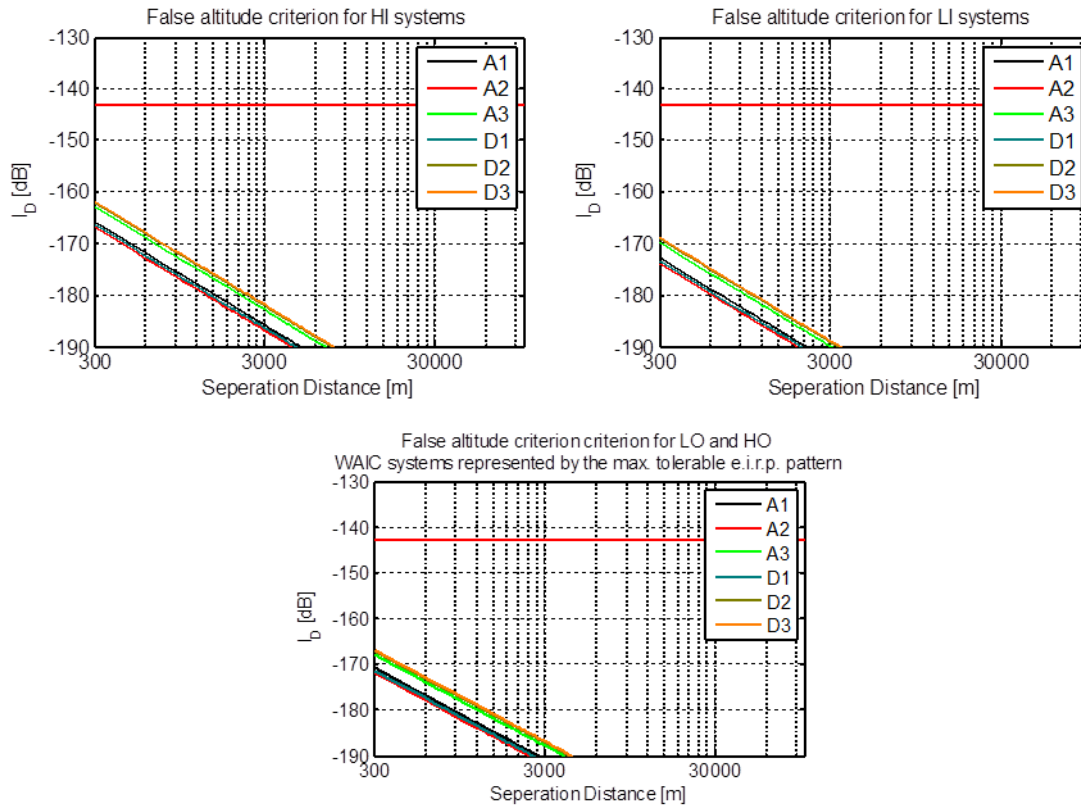 False altitude criterion for HI systems
-130
-140
-150
-160
-170
-180
-190
I_D [dB]
A1
A2
A3
D1
D2
D3
300 30000 30000
Seperation Distance [m]
False altitude criterion for LI systems
-130
-140
-150
-160
-170
-180
-190
I_D [dB]
A1
A2
A3
D1
D2
D3
300 30000 30000
Seperation Distance [m]
False altitude criterion criterion for LO and HO
WAIC systems represented by the max. tolerable e.i.r.p. pattern
-130
-140
-150
-160
-170
-180
-190
I_D [dB]
A1
A2
A3
D1
D2
D3
300 3000 30000
Seperation Distance [m]